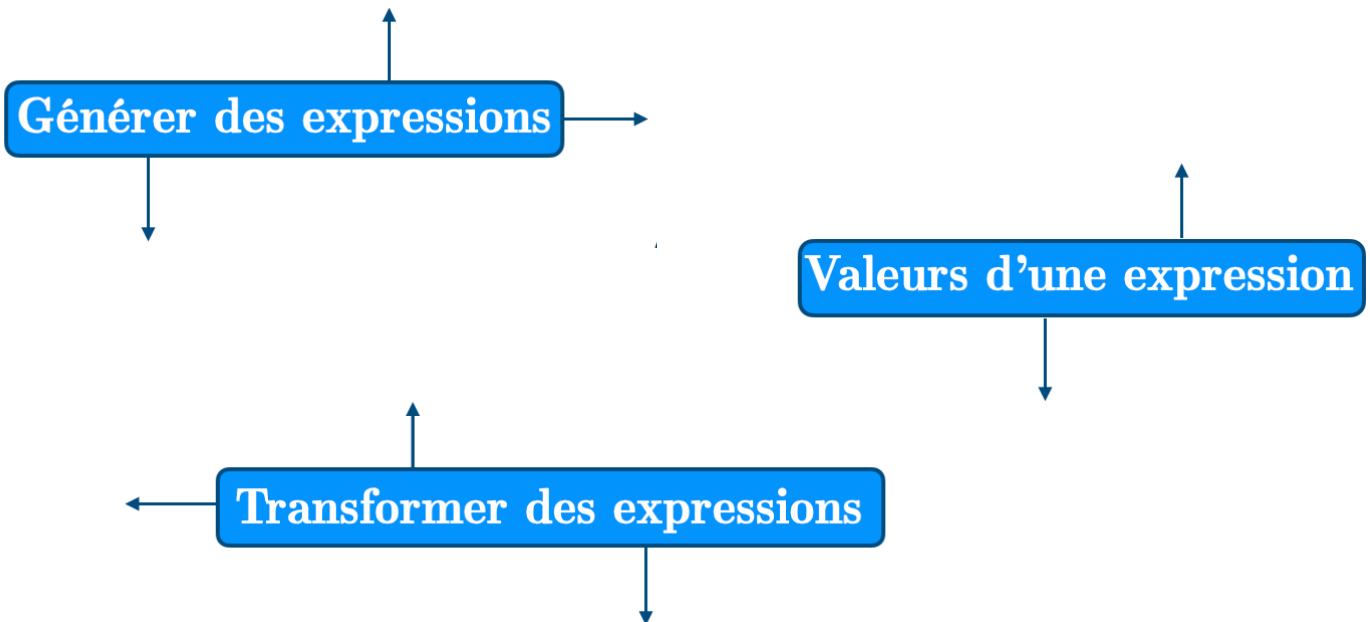 Générer des expressions
Valeurs d’une expression
Transformer des expressions